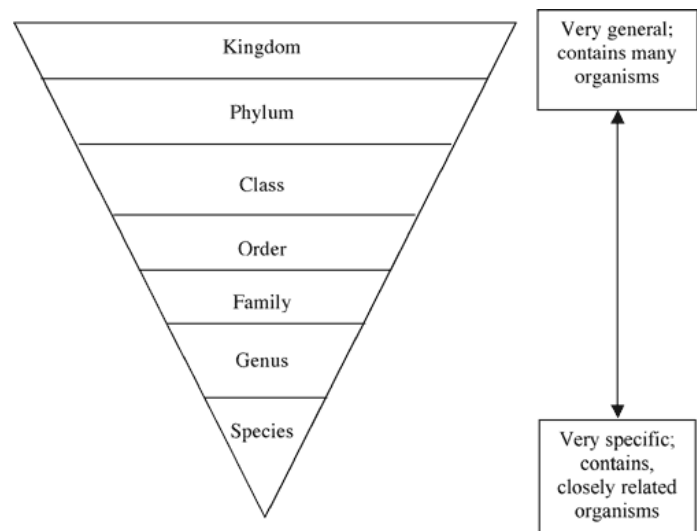 Kingdom
Phylum
Class
Order
Family
Genus
Species
Very general;
contains many
organisms
Very specific;
contains,
closely related
organisms